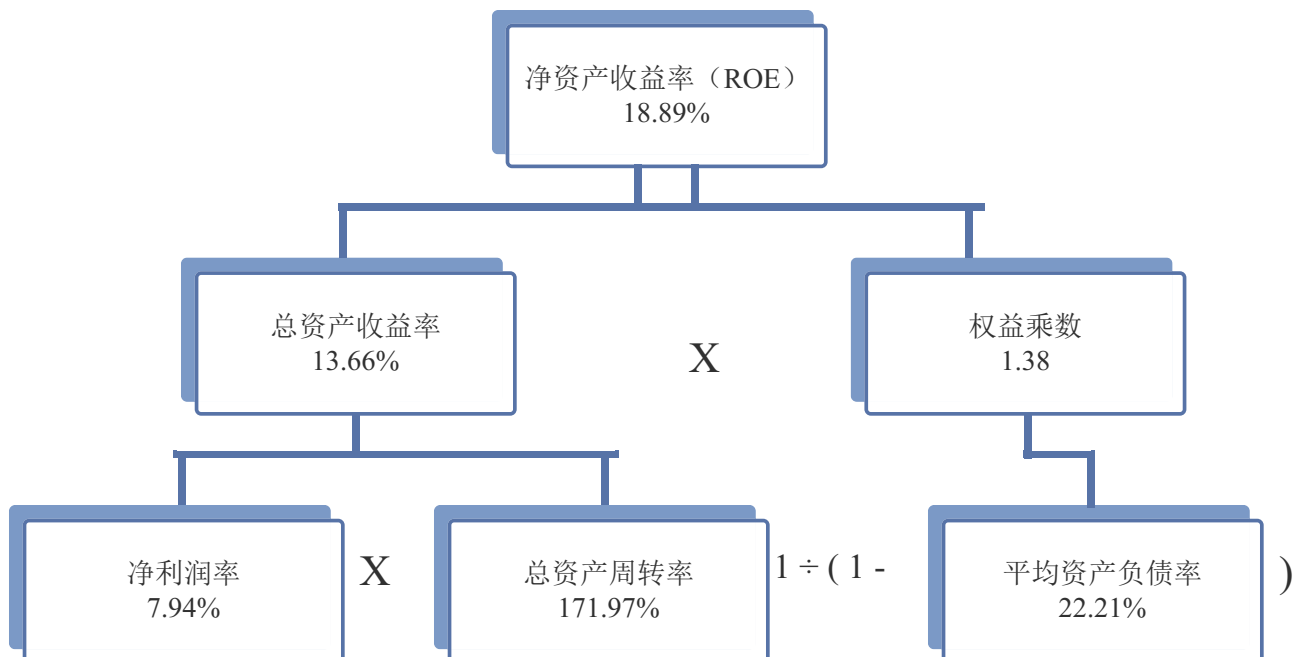 净资产收益率（ROE）
18.89%
总资产收益率
13.66%
X
权益乘数
1.38
净利润率
7.94%
X
总资产周转率
171.97%
1 ÷ ( 1 -
平均资产负债率
22.21%
)